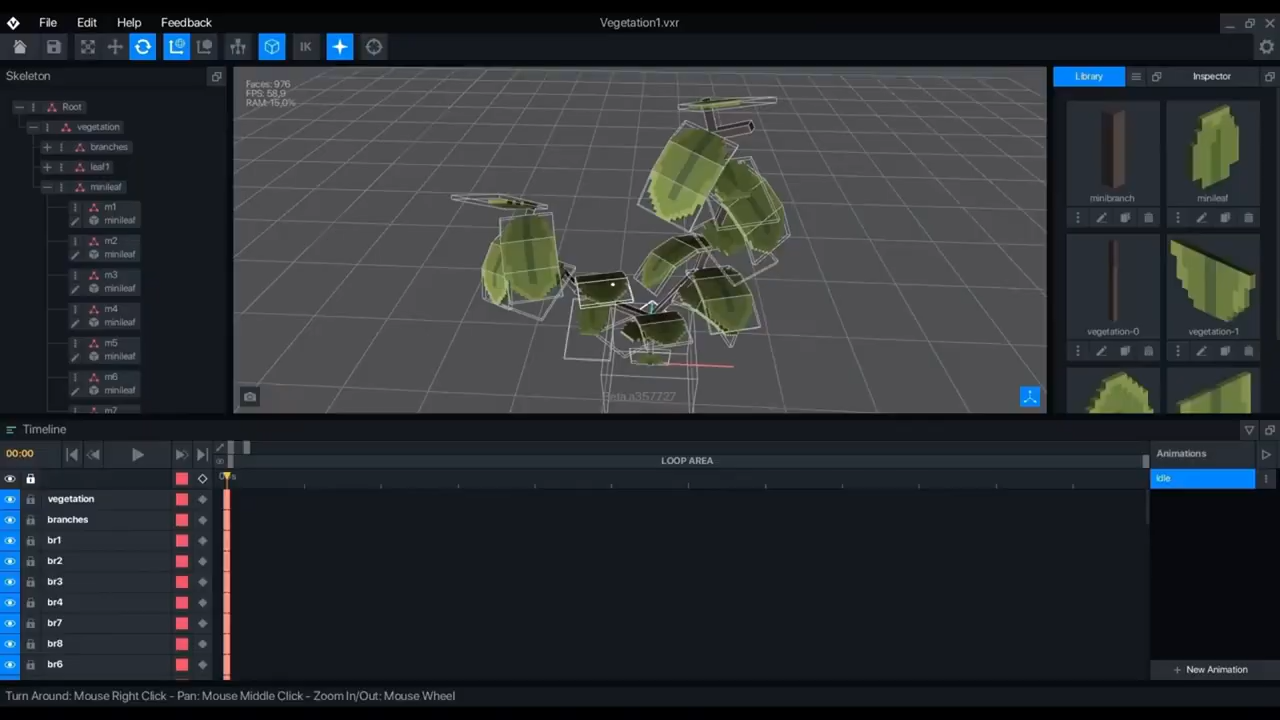 File Edit Help Feedback
Vegetation1.vxr
IK
Skeleton
Library
Inspector
Faces: 976
FPS: 58,9
RAM:15,0%
Root
vegetation
branches
leaf1
minileaf
m1
minileaf
m2
minileaf
m3
minileaf
m4
minileaf
m5
minileaf
m6
minileaf
m7
minibranch
minileaf
vegetation-0
vegetation-1
Beta.a357727
Timeline
00:00
Animations
LOOP AREA
Idle
vegetation
branches
br1
br2
br3
br4
br7
br8
br6
+ New Animation
Turn Around: Mouse Right Click - Pan: Mouse Middle Click - Zoom In/Out: Mouse Wheel